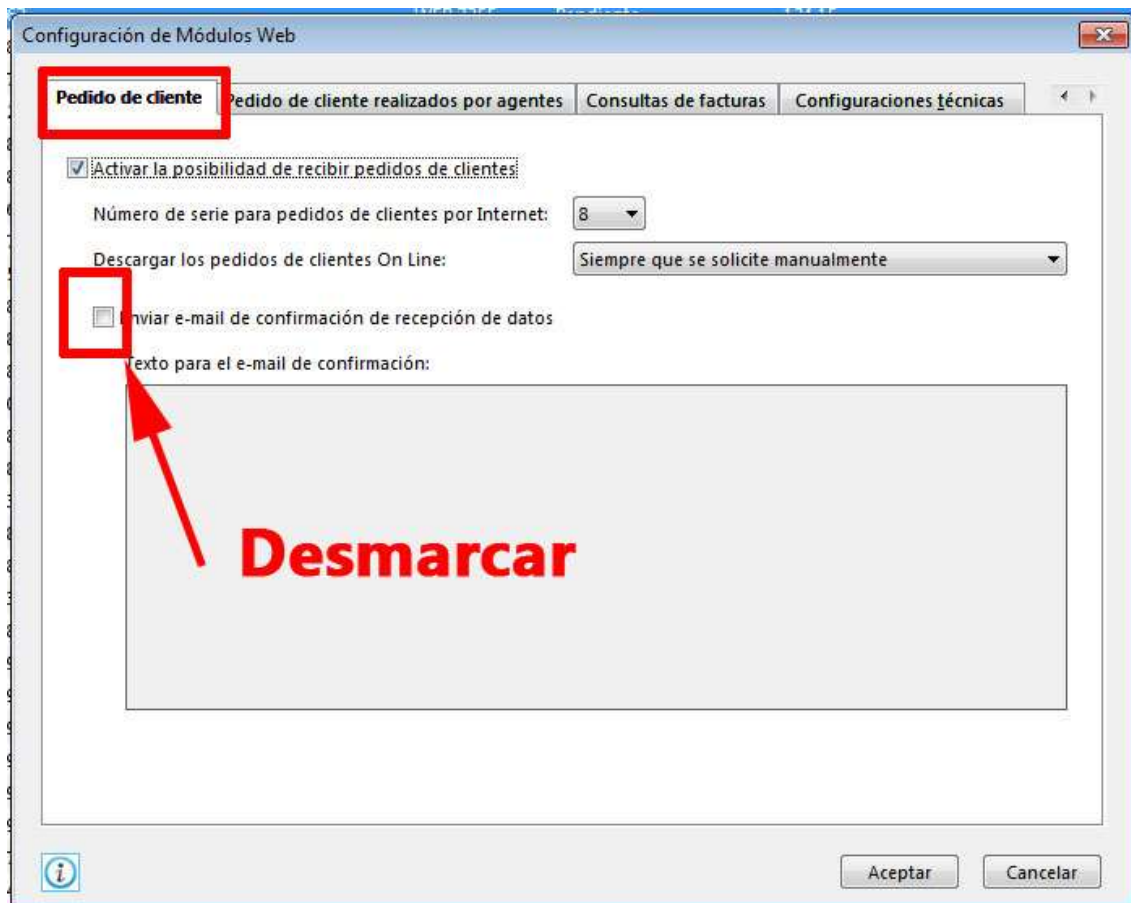 Configuración de Módulos Web
Pedido de cliente
Pedido de cliente realizados por agentes
Consultas de facturas
Configuraciones técnicas
Activar la posibilidad de recibir pedidos de clientes
Número de serie para pedidos de clientes por Internet:
8
Descargar los pedidos de clientes On Line:
Siempre que se solicite manualmente
Enviar e-mail de confirmación de recepción de datos
Texto para el e-mail de confirmación:
Desmarcar
Aceptar
Cancelar